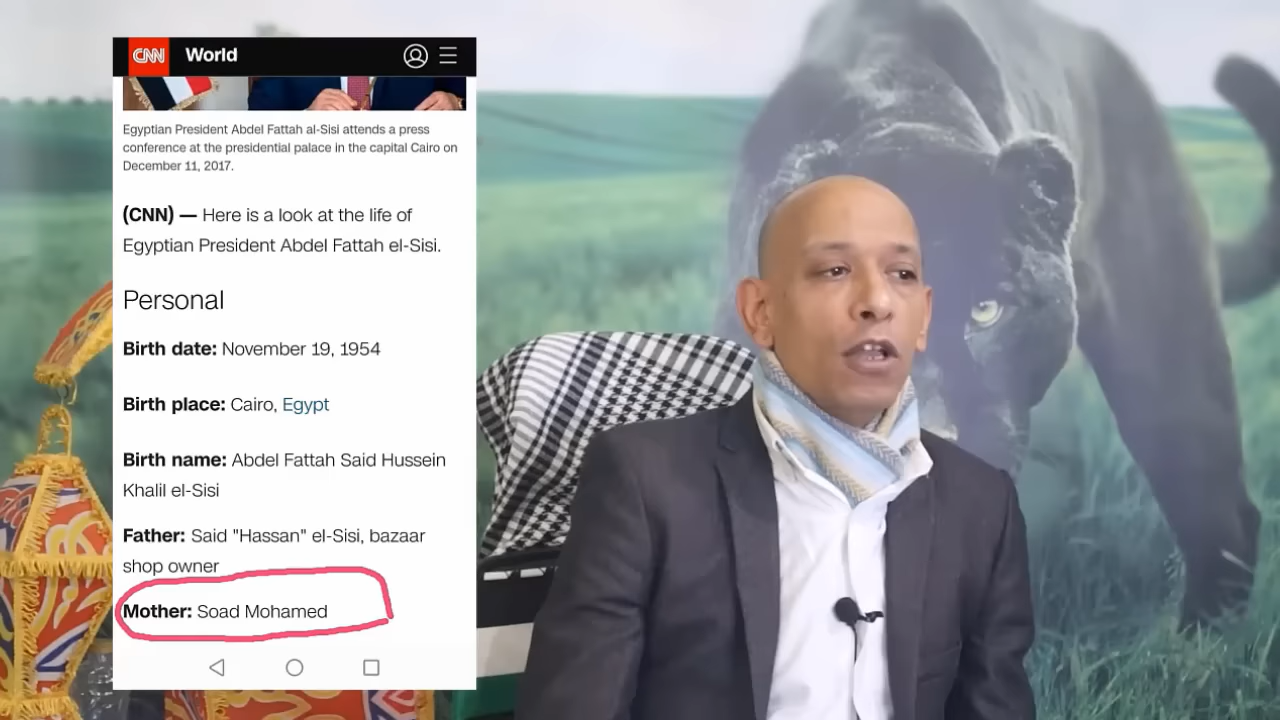 CNN World
Egyptian President Abdel Fattah al-Sisi attends a press
conference at the presidential palace in the capital Cairo on
December 11, 2017.
(CNN) — Here is a look at the life of
Egyptian President Abdel Fattah el-Sisi.
Personal
Birth date: November 19, 1954
Birth place: Cairo, Egypt
Birth name: Abdel Fattah Said Hussein
Khalil el-Sisi
Father: Said "Hassan" el-Sisi, bazaar
shop owner
Mother: Soad Mohamed